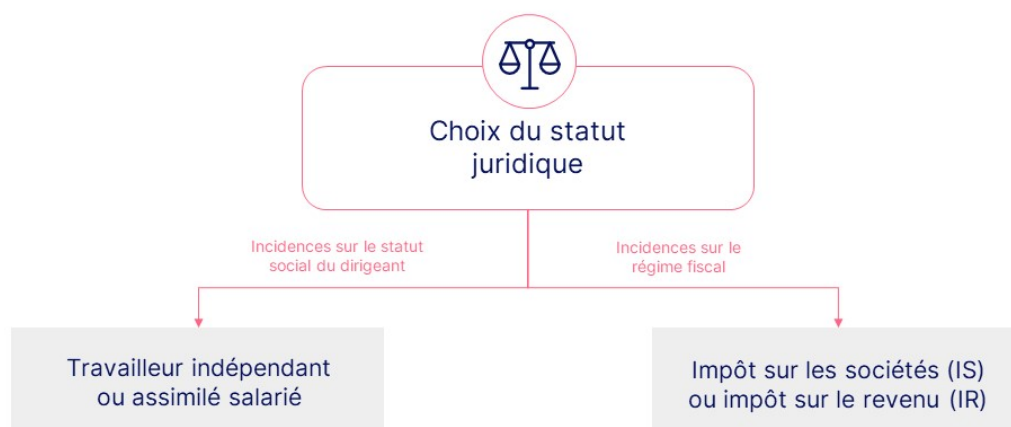 Choix du statut
juridique
Incidences sur le statut
social du dirigeant
Incidences sur le
régime fiscal
Travailleur indépendant
ou assimilé salarié
Impôt sur les sociétés (IS)
ou impôt sur le revenu (IR)